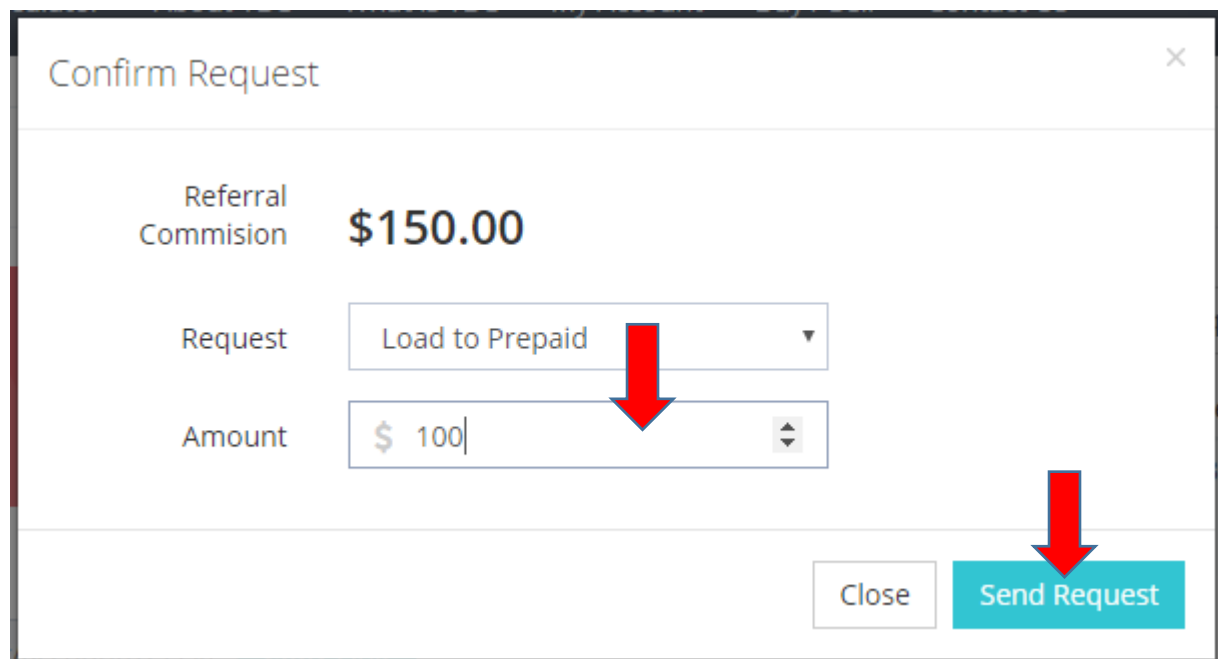 Confirm Request
×
Referral
Commision
$150.00
Request
Load to Prepaid
Amount
$ 100
Close
Send Request